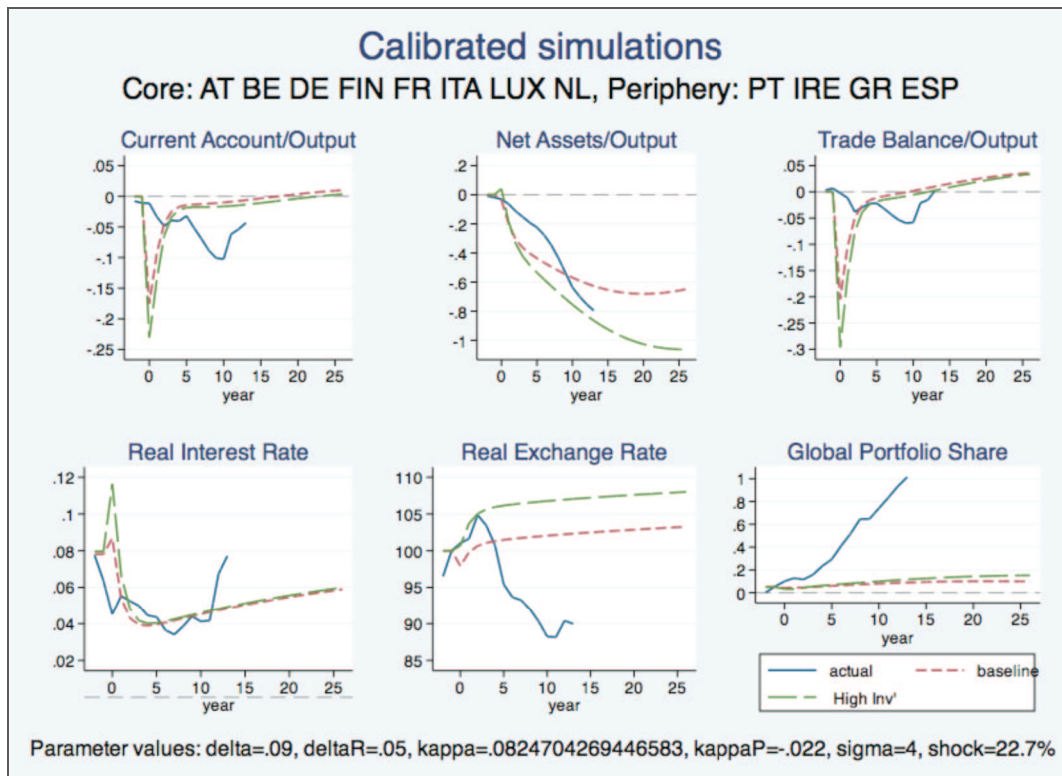 Calibrated simulations
Core: AT BE DE FIN FR ITA LUX NL, Periphery: PT IRE GR ESP
Current Account/Output
.05
0
-.05
-.1
-.15
-.2
-.25
0 5 10 15 20 25
year
Net Assets/Output
.2
0
-.2
-.4
-.6
-.8
-1
0 5 10 15 20 25
year
Trade Balance/Output
.05
0
-.05
-.1
-.15
-.2
-.25
-.3
0 5 10 15 20 25
year
Real Interest Rate
.12
.1
.08
.06
.04
.02
0 5 10 15 20 25
year
Real Exchange Rate
110
105
100
95
90
85
0 5 10 15 20 25
year
Global Portfolio Share
1
.8
.6
.4
.2
0
0 5 10 15 20 25
year
actual baseline
High Inv'
Parameter values: delta=.09, deltaR=.05, kappa=.0824704269446583, kappaP=-.022, sigma=4, shock=22.7%